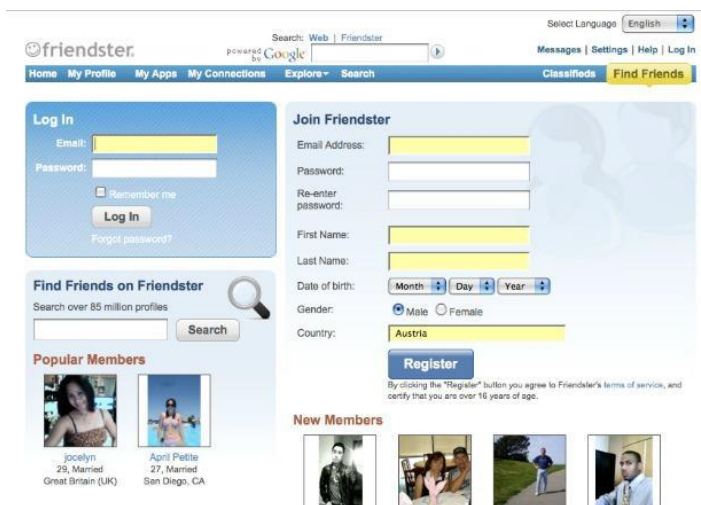 Select Language English
friendster.
Search: Web | Friendster
powered by Google
Messages | Settings | Help | Log In
Home My Profile My Apps My Connections Explore Search Classifieds Find Friends
Log In
Email:
Password:
Remember me
Log In
Forgot password?
Find Friends on Friendster
Search over 85 million profiles
Search
Popular Members
jocelyn
29, Married
Great Britain (UK)
April Petite
27, Married
San Diego, CA
Join Friendster
Email Address:
Password:
Re-enter
password:
First Name:
Last Name:
Date of birth: Month Day Year
Gender: Male Female
Country: Austria
Register
By clicking the "Register" button you agree to Friendster's terms of service, and
certify that you are over 16 years of age.
New Members